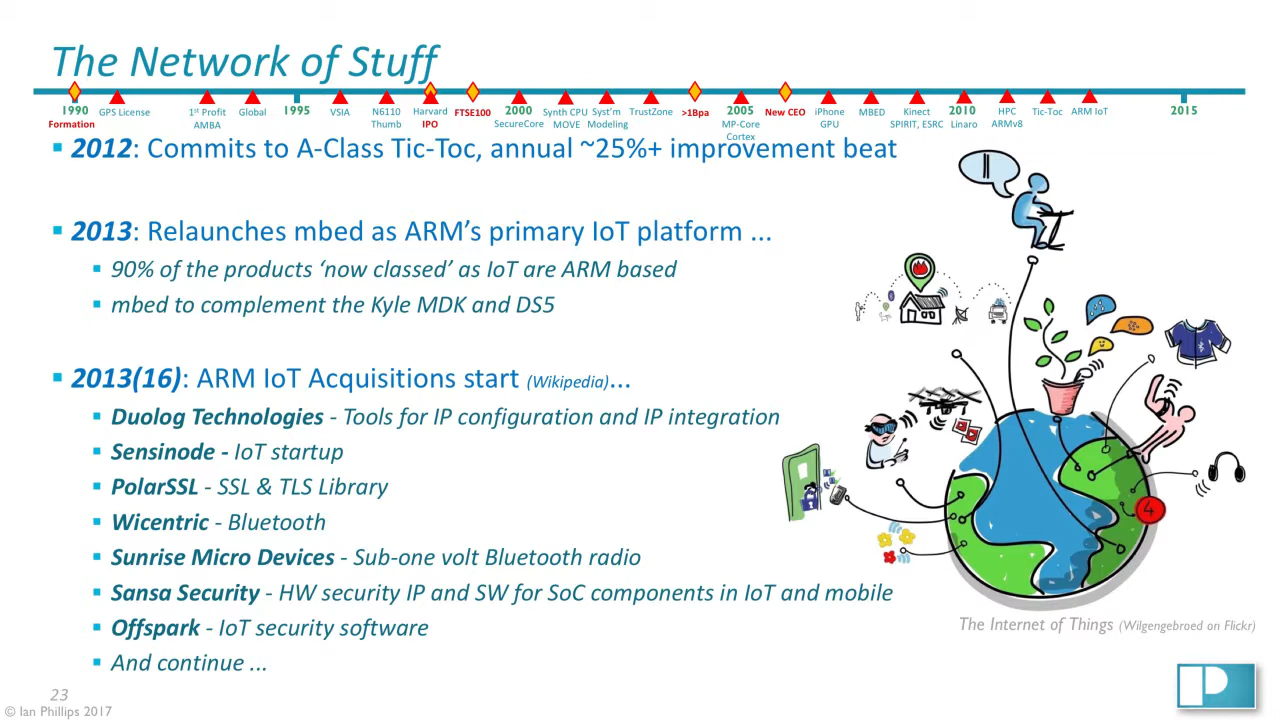 The Network of Stuff
1990 GPS License 1st Profit Global 1995 VSIA N6110 Harvard FTSE100 2000 Synth CPU Syst'm TrustZone >1Bpa 2005 New CEO iPhone MBED Kinect 2010 HPC Tic-Toc ARM IoT 2015
Formation AMBA Thumb IPO SecureCore MOVE Modeling MP-Core GPU SPIRIT, ESRC Linaro ARMv8
Cortex
▪ 2012: Commits to A-Class Tic-Toc, annual ~25%+ improvement beat
▪ 2013: Relaunches mbed as ARM's primary IoT platform ...
▪ 90% of the products ‘now classed’ as IoT are ARM based
▪ mbed to complement the Kyle MDK and DS5
▪ 2013(16): ARM IoT Acquisitions start (Wikipedia)...
▪ Duolog Technologies - Tools for IP configuration and IP integration
▪ Sensinode - IoT startup
▪ PolarSSL - SSL & TLS Library
▪ Wicentric - Bluetooth
▪ Sunrise Micro Devices - Sub-one volt Bluetooth radio
▪ Sansa Security - HW security IP and SW for SoC components in IoT and mobile
▪ Offspark - IoT security software
▪ And continue ...
4
The Internet of Things (Wilgengebroed on Flickr)
23
© Ian Phillips 2017
P